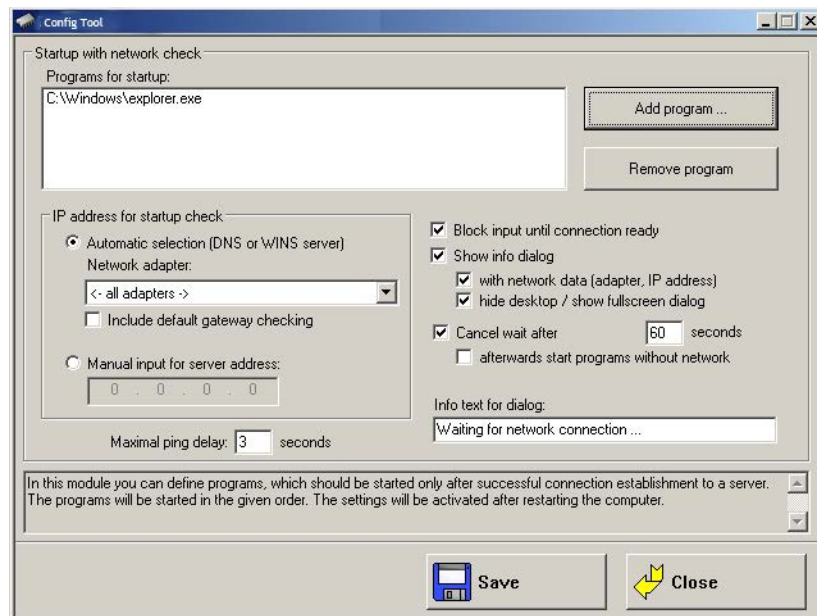 Config Tool
Startup with network check
Programs for startup:
C:\Windows\explorer.exe
Add program ...
Remove program
IP address for startup check
Automatic selection (DNS or WINS server)
Network adapter:
<- all adapters ->
Include default gateway checking
Manual input for server address:
0 . 0 . 0 . 0
Maximal ping delay: 3 seconds
Block input until connection ready
Show info dialog
with network data (adapter, IP address)
hide desktop / show fullscreen dialog
Cancel wait after 60 seconds
afterwards start programs without network
Info text for dialog:
Waiting for network connection ...
In this module you can define programs, which should be started only after successful connection establishment to a server.
The programs will be started in the given order. The settings will be activated after restarting the computer.
Save
Close